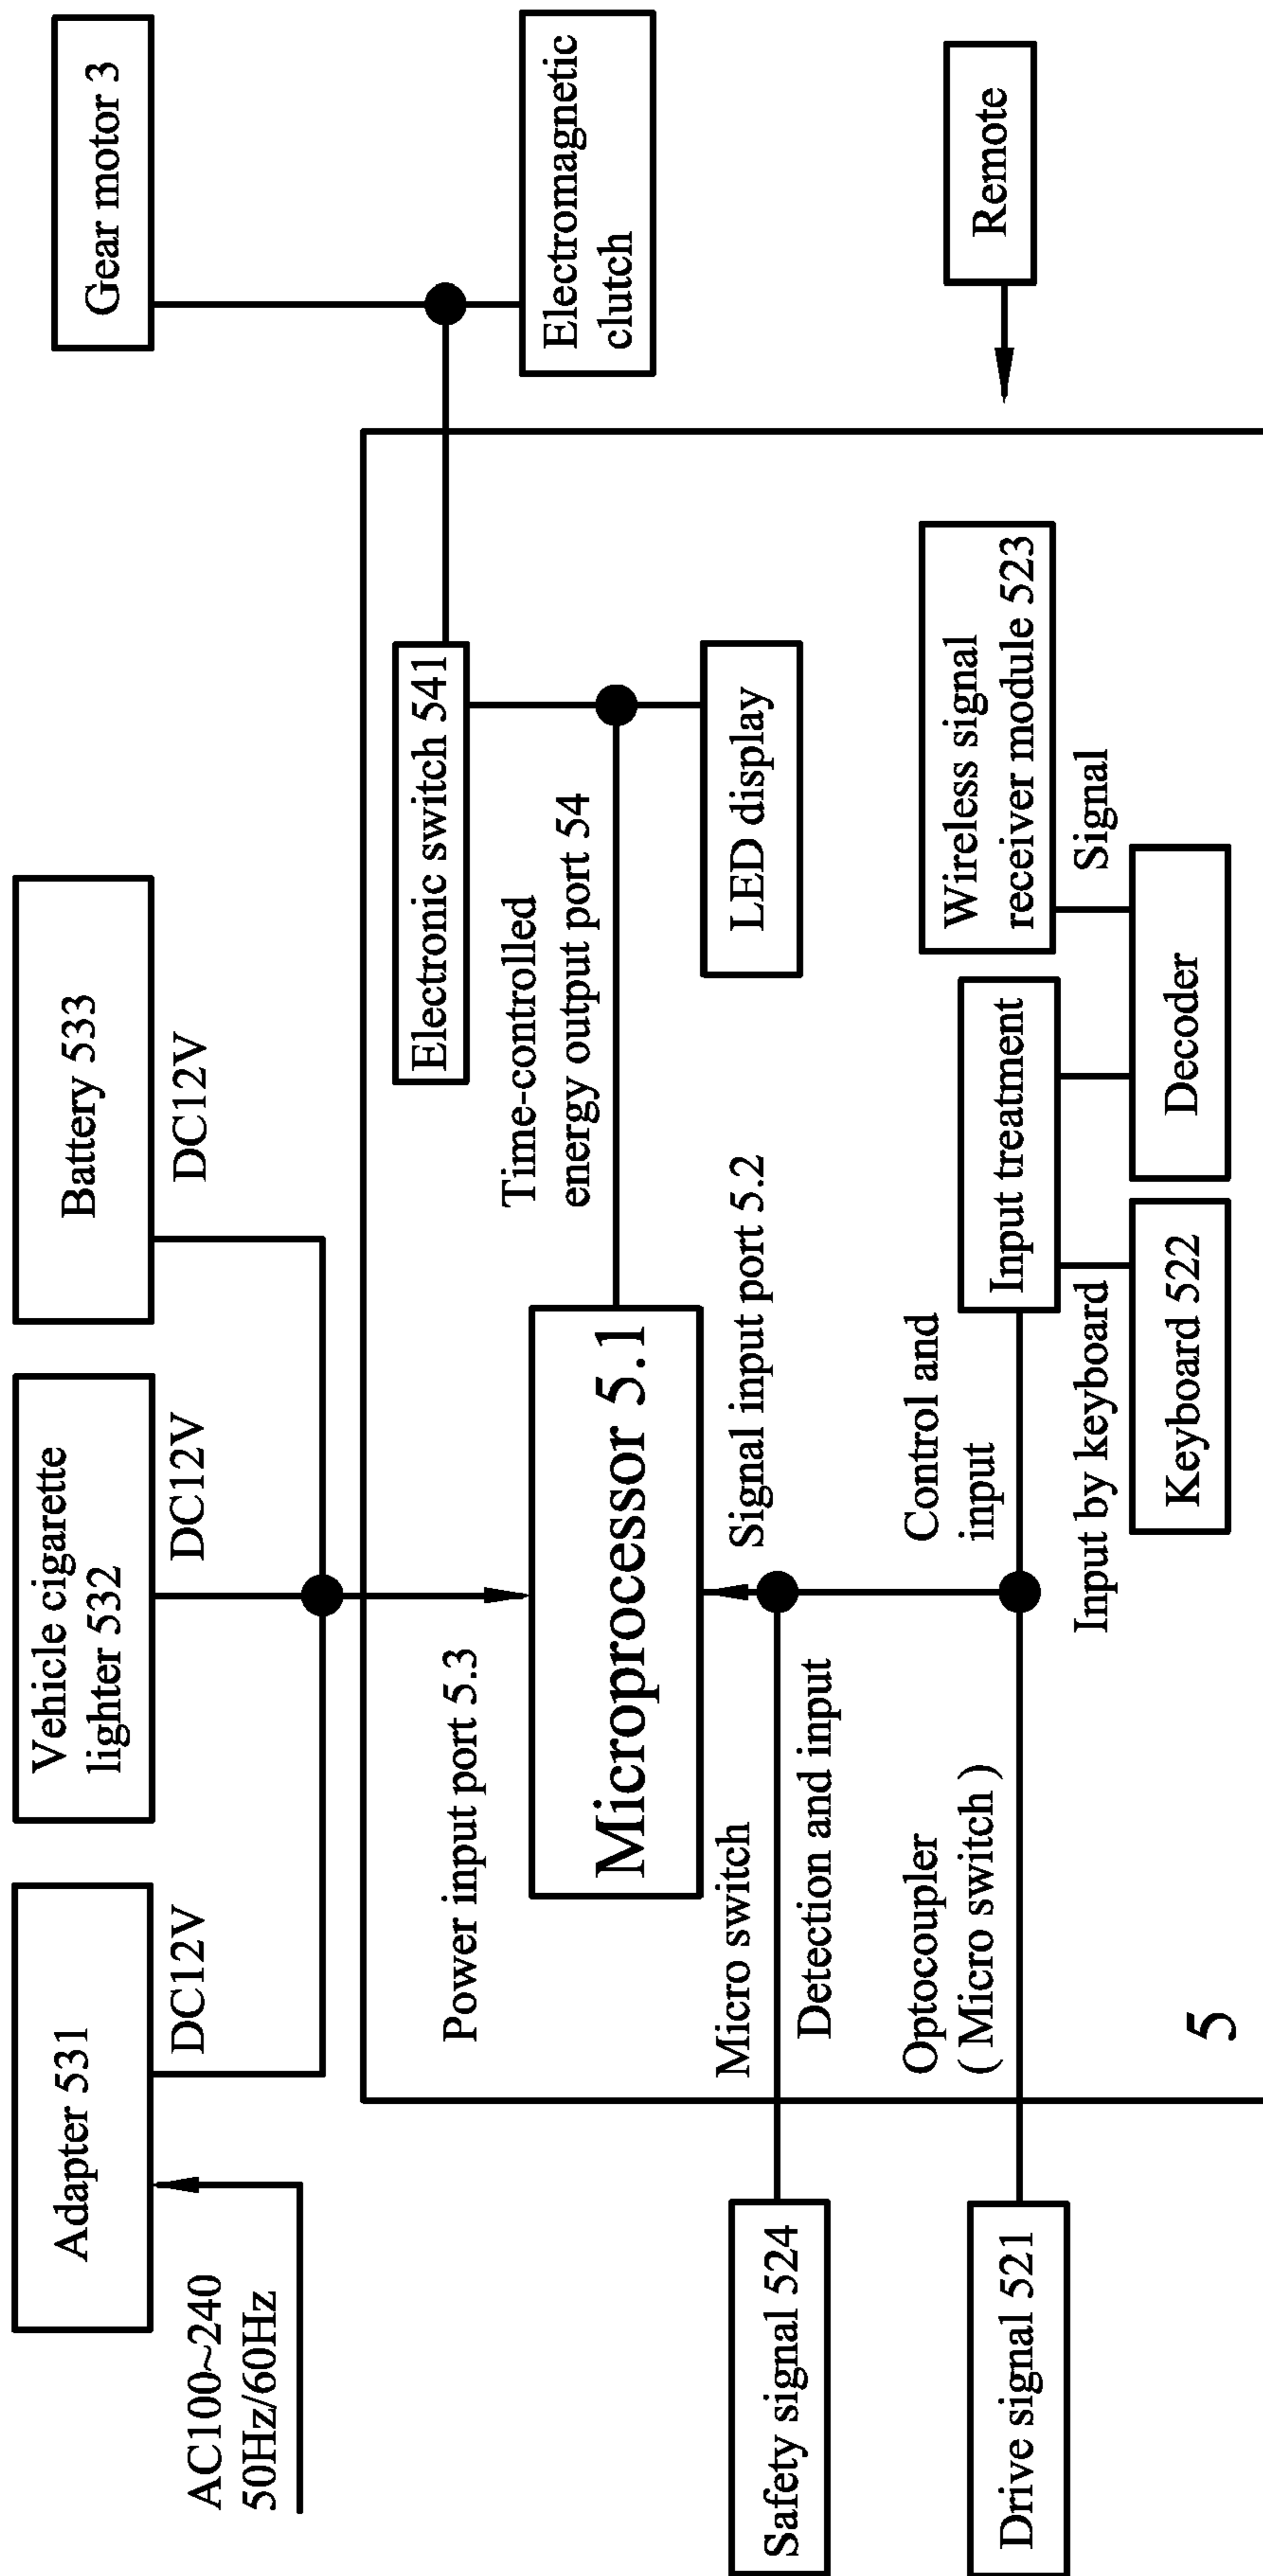 Adapter 531
Vehicle cigarette
lighter 532
Battery 533
Gear motor 3
AC100~240
50Hz/60Hz
DC12V
DC12V
DC12V
Power input port 5.3
Electronic switch 541
Time-controlled
energy output port 54
Electromagnetic
clutch
Microprocessor 5.1
LED display
Safety signal 524
Micro switch
Detection and input
Signal input port 5.2
Drive signal 521
Optocoupler
( Micro switch )
Control and
input
Input treatment
Wireless signal
receiver module 523
Remote
Input by keyboard
Signal
Keyboard 522
Decoder
5